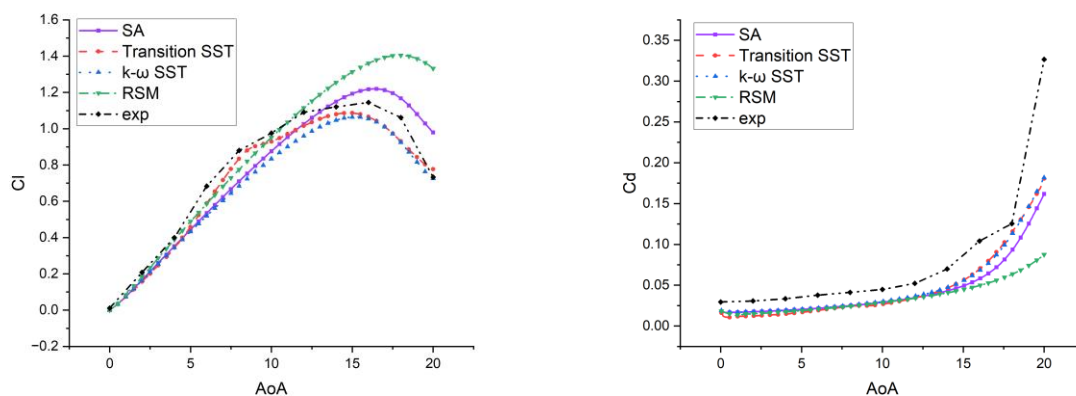 1.6
1.4
1.2
1.0
0.8
0.6
0.4
0.2
0.0
−0.2
Cl
SA
Transition SST
k-ω SST
RSM
exp
0 5 10 15 20
AoA
0.35
0.30
0.25
0.20
0.15
0.10
0.05
0.00
Cd
SA
Transition SST
k-ω SST
RSM
exp
0 5 10 15 20
AoA